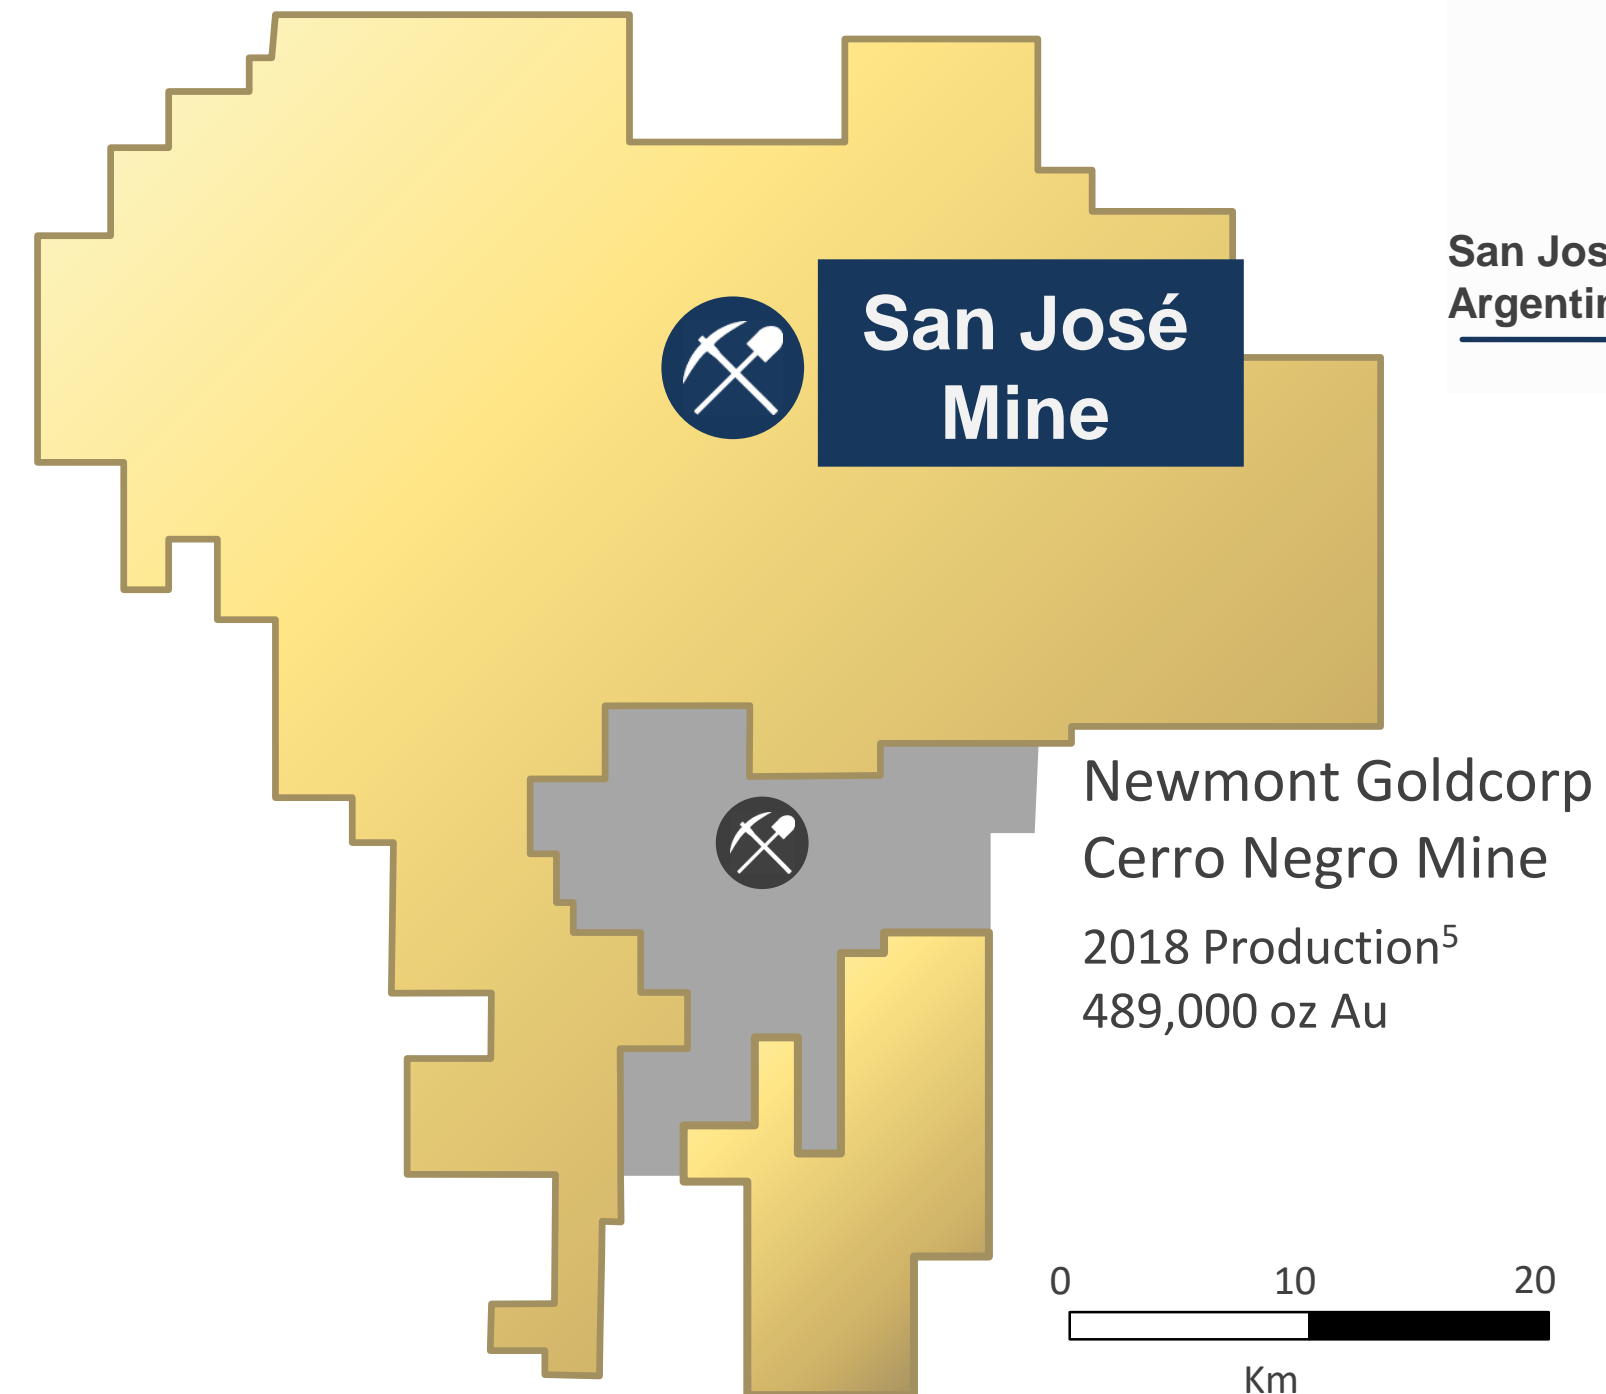 San José
Mine
San Jos
Argentin
Newmont Goldcorp
Cerro Negro Mine
2018 Production⁵
489,000 oz Au
0 10 20
Km